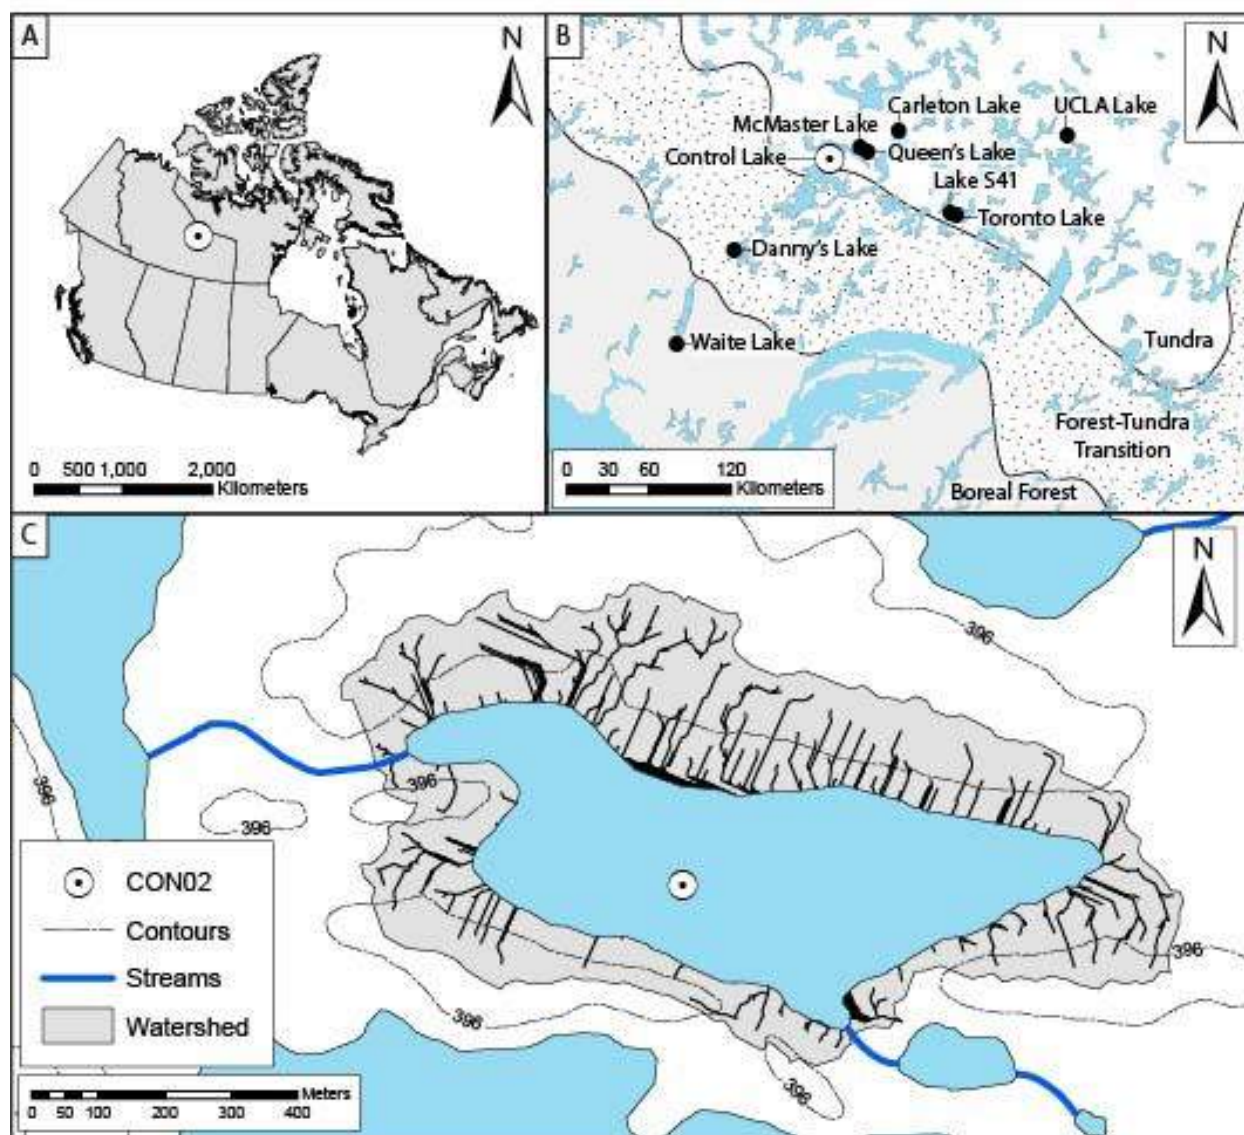 A
N
0 500 1,000 2,000
Kilometers
B
N
Carleton Lake
UCLA Lake
McMaster Lake
Control Lake
Queen's Lake
Lake S41
Toronto Lake
Danny's Lake
Waite Lake
Tundra
Forest-Tundra
Transition
Boreal Forest
0 30 60 120
Kilometers
C
N
396
396
396
396
396
396
CON02
Contours
Streams
Watershed
Meters
0 50 100 200 300 400